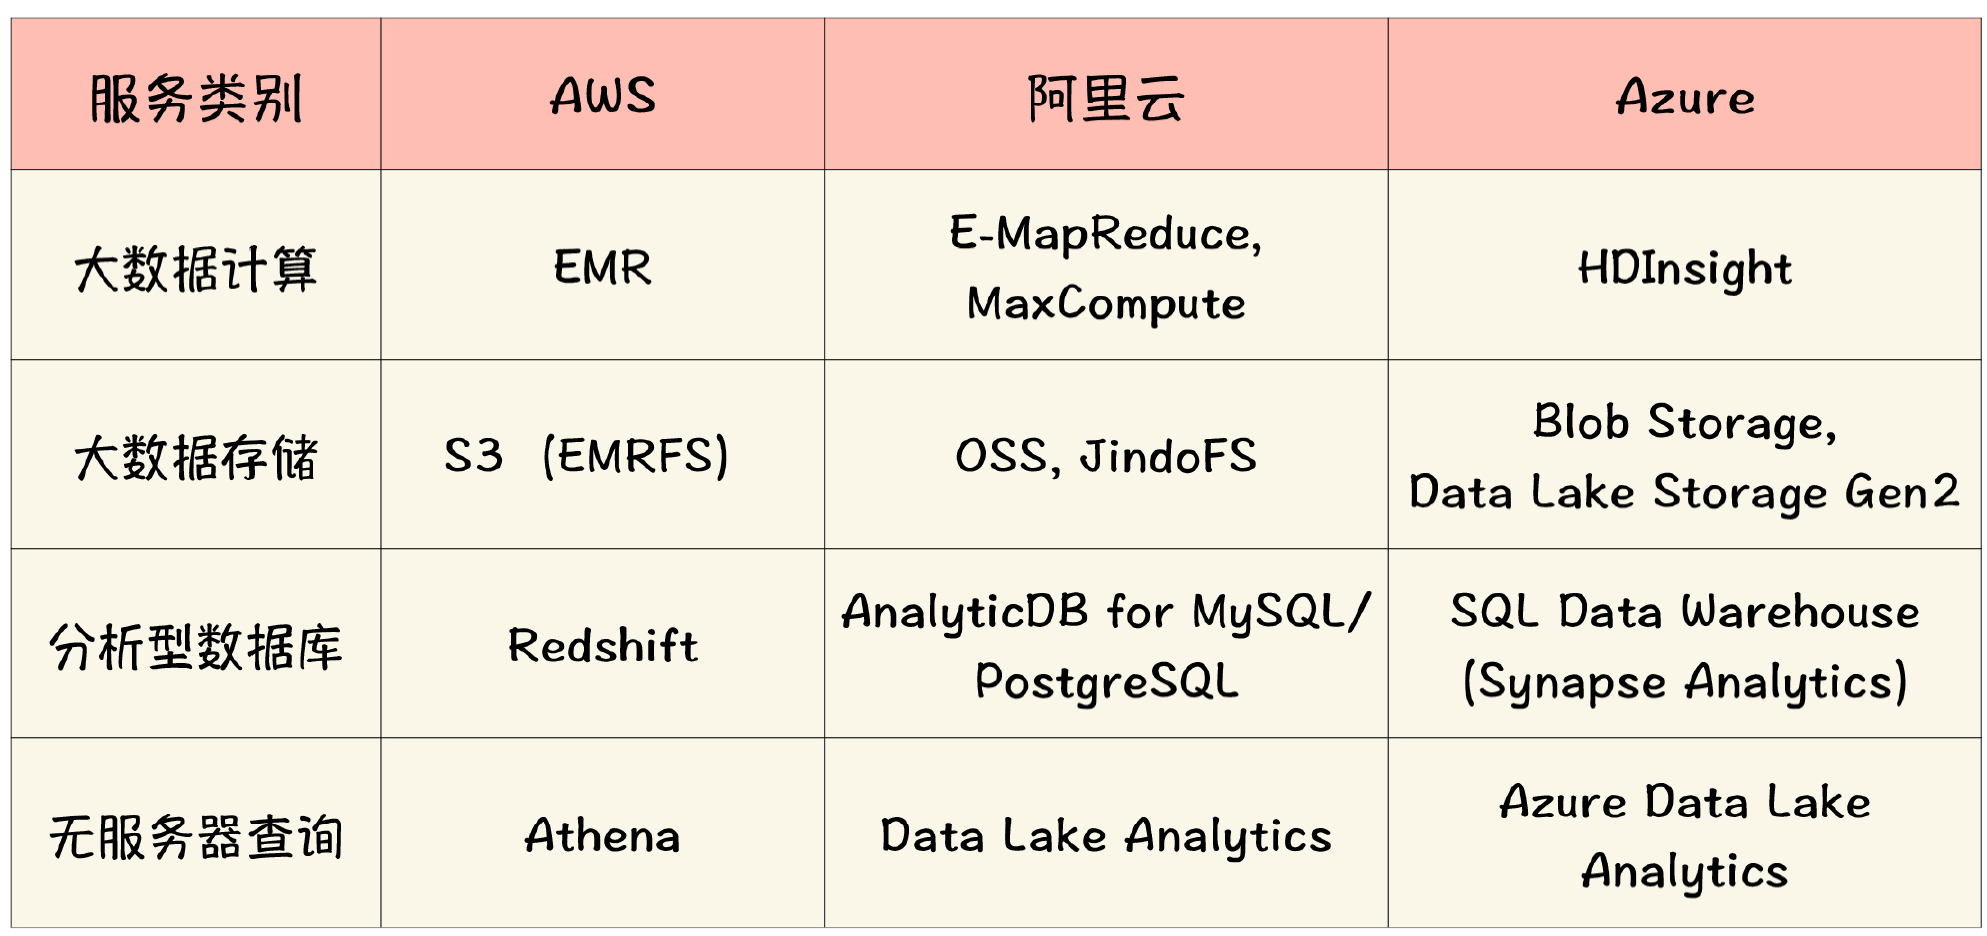 服务类别 AWS 阿里云 Azure
大数据计算 EMR E-MapReduce, HDInsight
MaxCompute
大数据存储 S3 (EMRFS) OSS, JindoFS Blob Storage,
Data Lake Storage Gen2
分析型数据库 Redshift AnalyticDB for MySQL/ SQL Data Warehouse
PostgreSQL (Synapse Analytics)
无服务器查询 Athena Data Lake Analytics Azure Data Lake
Analytics